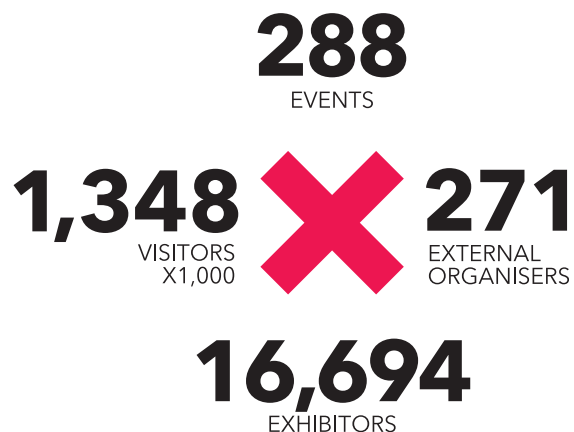 288
EVENTS
1,348
VISITORS
X1,000
271
EXTERNAL
ORGANISERS
16,694
EXHIBITORS